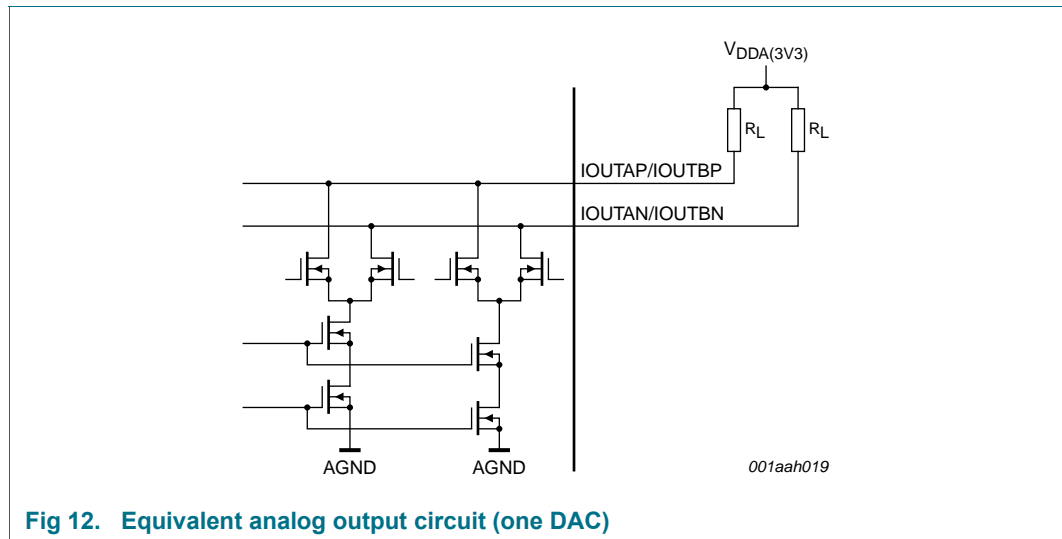 VDDA(3V3)
RL
RL
IOUTAP/IOUTBP
IOUTAN/IOUTBN
AGND
AGND
001aah019
Fig 12. Equivalent analog output circuit (one DAC)